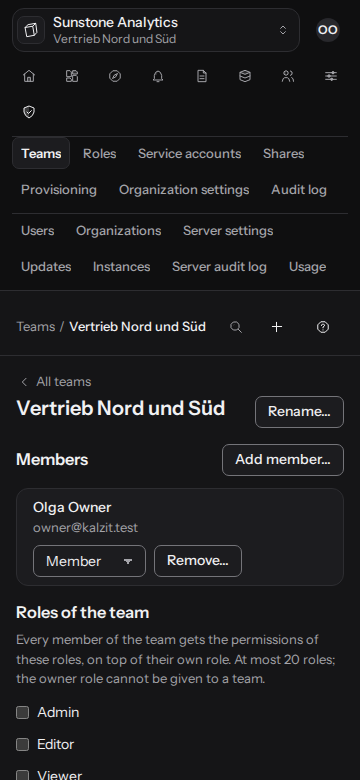 Sunstone Analytics
Vertrieb Nord und Süd
OO
Teams Roles Service accounts Shares
Provisioning Organization settings Audit log
Users Organizations Server settings
Updates Instances Server audit log Usage
Teams / Vertrieb Nord und Süd
All teams
Vertrieb Nord und Süd
Rename...
Members
Add member...
Olga Owner
owner@kalzit.test
Member Remove...
Roles of the team
Every member of the team gets the permissions of
these roles, on top of their own role. At most 20 roles;
the owner role cannot be given to a team.
Admin
Editor
Viewer